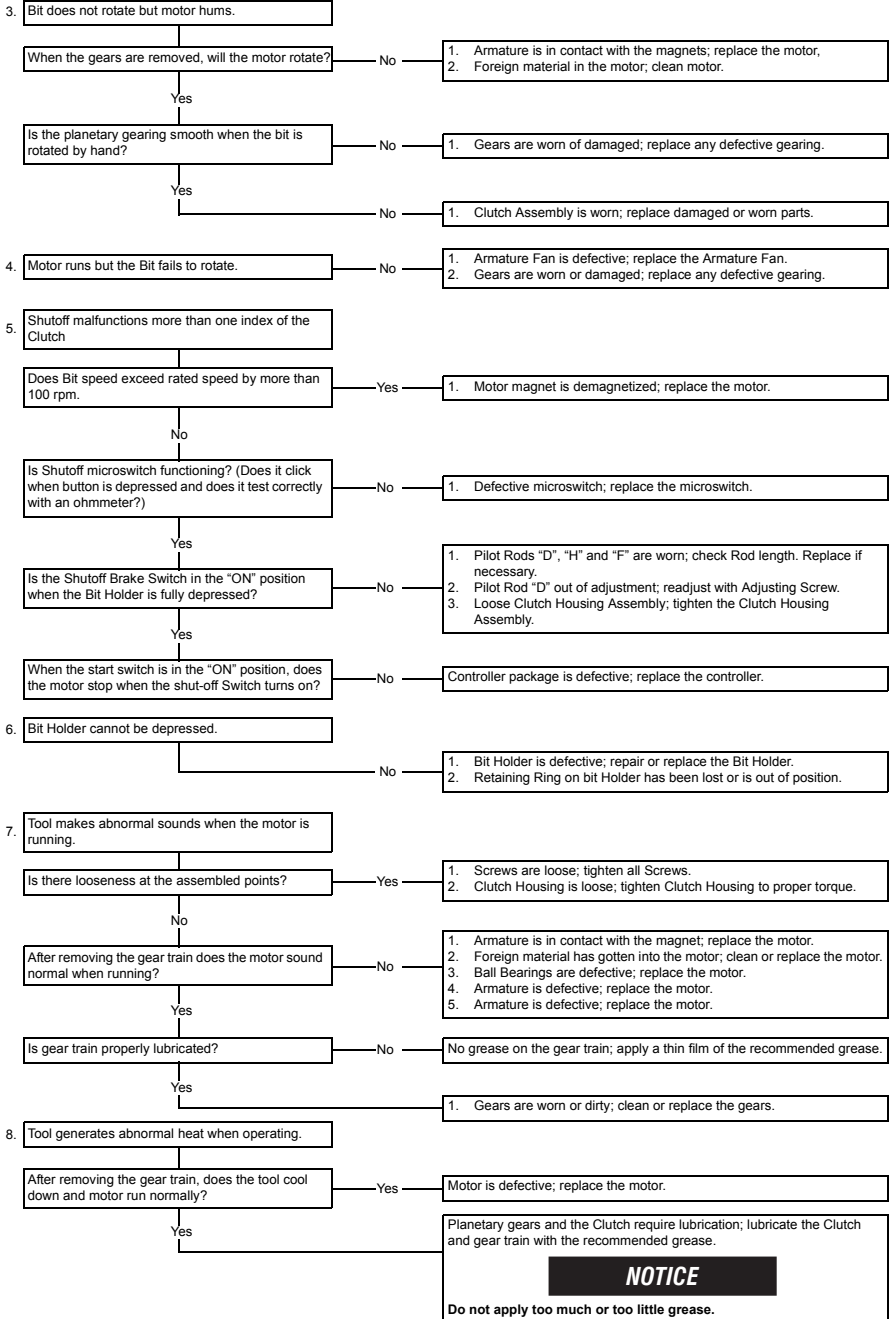 3. Bit does not rotate but motor hums.
When the gears are removed, will the motor rotate?
No
1. Armature is in contact with the magnets; replace the motor,
2. Foreign material in the motor; clean motor.
Yes
Is the planetary gearing smooth when the bit is
rotated by hand?
No
1. Gears are worn of damaged; replace any defective gearing.
Yes
No
1. Clutch Assembly is worn; replace damaged or worn parts.
4. Motor runs but the Bit fails to rotate.
No
1. Armature Fan is defective; replace the Armature Fan.
2. Gears are worn or damaged; replace any defective gearing.
5. Shutoff malfunctions more than one index of the
Clutch
Does Bit speed exceed rated speed by more than
100 rpm.
Yes
1. Motor magnet is demagnetized; replace the motor.
No
Is Shutoff microswitch functioning? (Does it click
when button is depressed and does it test correctly
with an ohmmeter?)
No
1. Defective microswitch; replace the microswitch.
Yes
Is the Shutoff Brake Switch in the “ON” position
when the Bit Holder is fully depressed?
No
1. Pilot Rods “D”, “H” and “F” are worn; check Rod length. Replace if
necessary.
2. Pilot Rod “D” out of adjustment; readjust with Adjusting Screw.
3. Loose Clutch Housing Assembly; tighten the Clutch Housing
Assembly.
Yes
When the start switch is in the “ON” position, does
the motor stop when the shut-off Switch turns on?
No
Controller package is defective; replace the controller.
6. Bit Holder cannot be depressed.
No
1. Bit Holder is defective; repair or replace the Bit Holder.
2. Retaining Ring on bit Holder has been lost or is out of position.
7. Tool makes abnormal sounds when the motor is
running.
Is there looseness at the assembled points?
Yes
1. Screws are loose; tighten all Screws.
2. Clutch Housing is loose; tighten Clutch Housing to proper torque.
No
After removing the gear train does the motor sound
normal when running?
No
1. Armature is in contact with the magnet; replace the motor.
2. Foreign material has gotten into the motor; clean or replace the motor.
3. Ball Bearings are defective; replace the motor.
4. Armature is defective; replace the motor.
5. Armature is defective; replace the motor.
Yes
Is gear train properly lubricated?
No
No grease on the gear train; apply a thin film of the recommended grease.
Yes
1. Gears are worn or dirty; clean or replace the gears.
8. Tool generates abnormal heat when operating.
After removing the gear train, does the tool cool
down and motor run normally?
Yes
Motor is defective; replace the motor.
Yes
Planetary gears and the Clutch require lubrication; lubricate the Clutch
and gear train with the recommended grease.
NOTICE
Do not apply too much or too little grease.